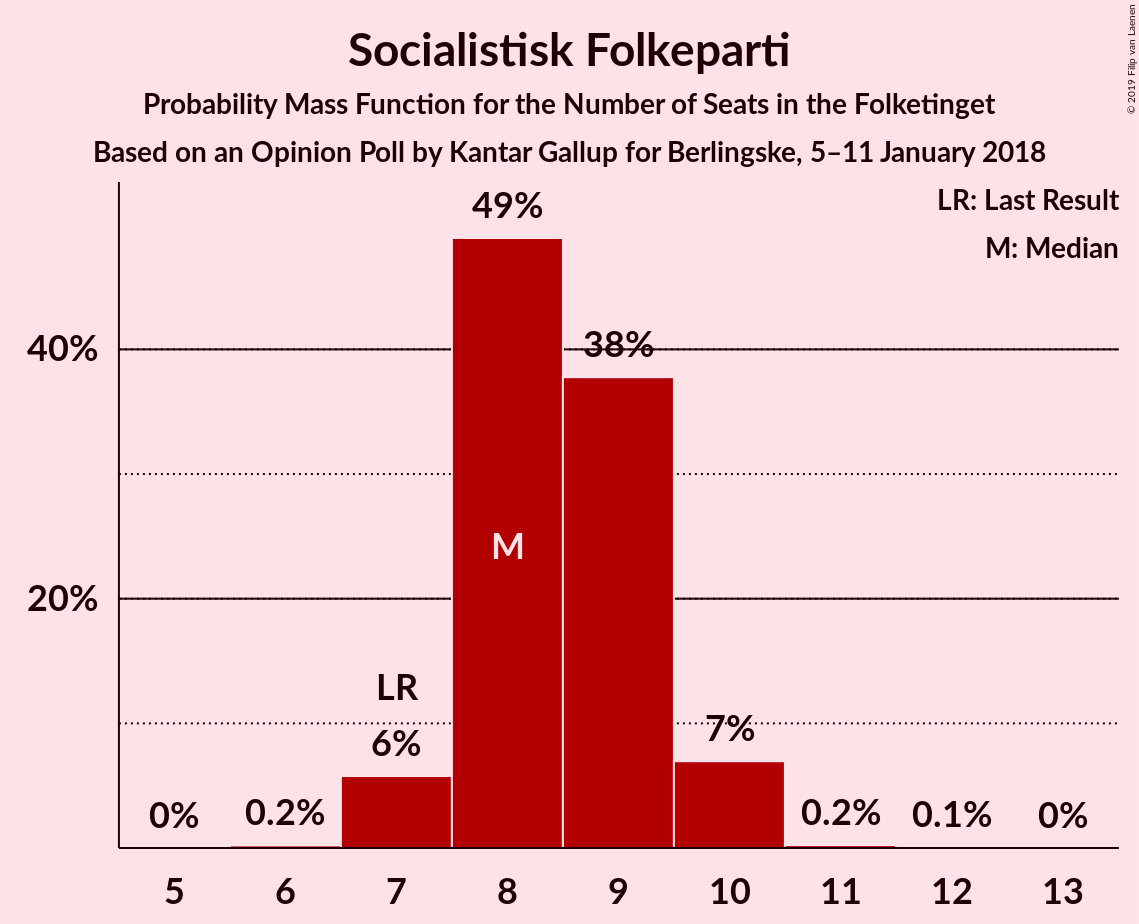 Socialistisk Folkeparti
Probability Mass Function for the Number of Seats in the Folketinget
Based on an Opinion Poll by Kantar Gallup for Berlingske, 5–11 January 2018
© 2019 Filip van Laenen
LR: Last Result
M: Median
49%
40%
38%
M
20%
LR
6%
7%
0%
0.2%
0.2%
0.1%
0%
5 6 7 8 9 10 11 12 13